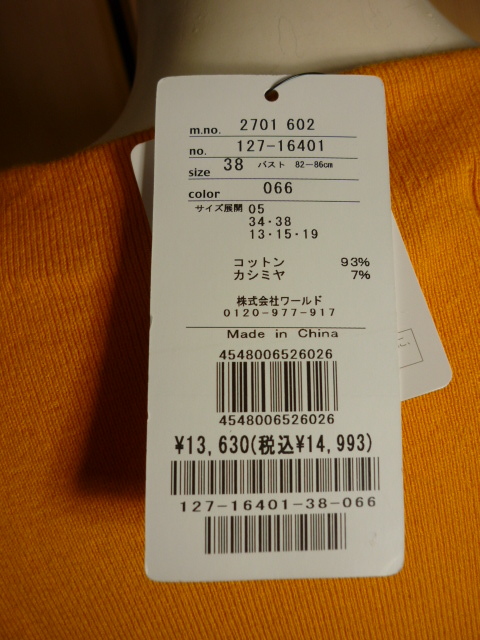 m.no. 2701 602
no. 127-16401
size 38 バスト 82-86cm
color 066
サイズ展開 05
34・38
13・15・19
コットン 93%
カシミヤ 7%
株式会社ワールド
0120-977-917
Made in China
4548006526026
4548006526026
¥13,630(税込¥14,993)
127-16401-38-066